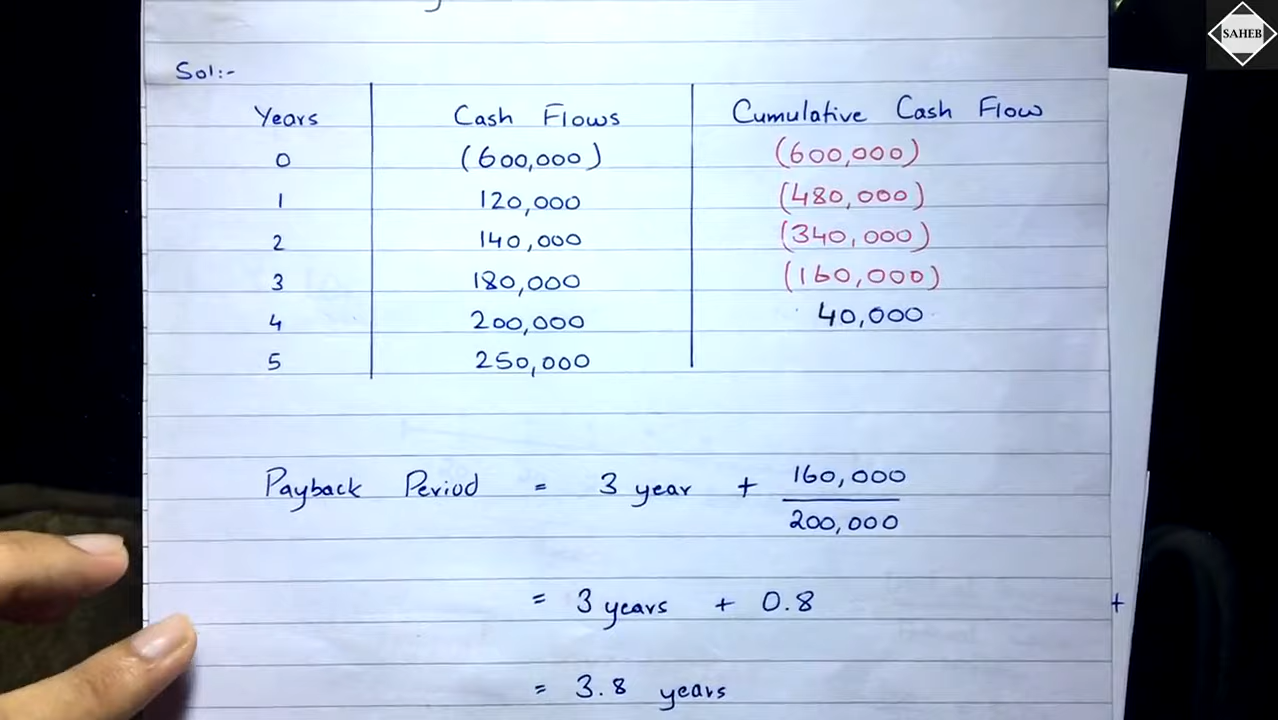 SAHEB
Sol:-
Years Cash Flows Cumulative Cash Flow
0 (600,000) (600,000)
1 120,000 (480,000)
2 140,000 (340,000)
3 180,000 (160,000)
4 200,000 40,000
5 250,000
Payback Period = 3 year + 160,000
200,000
= 3 years + 0.8
+
= 3.8 years